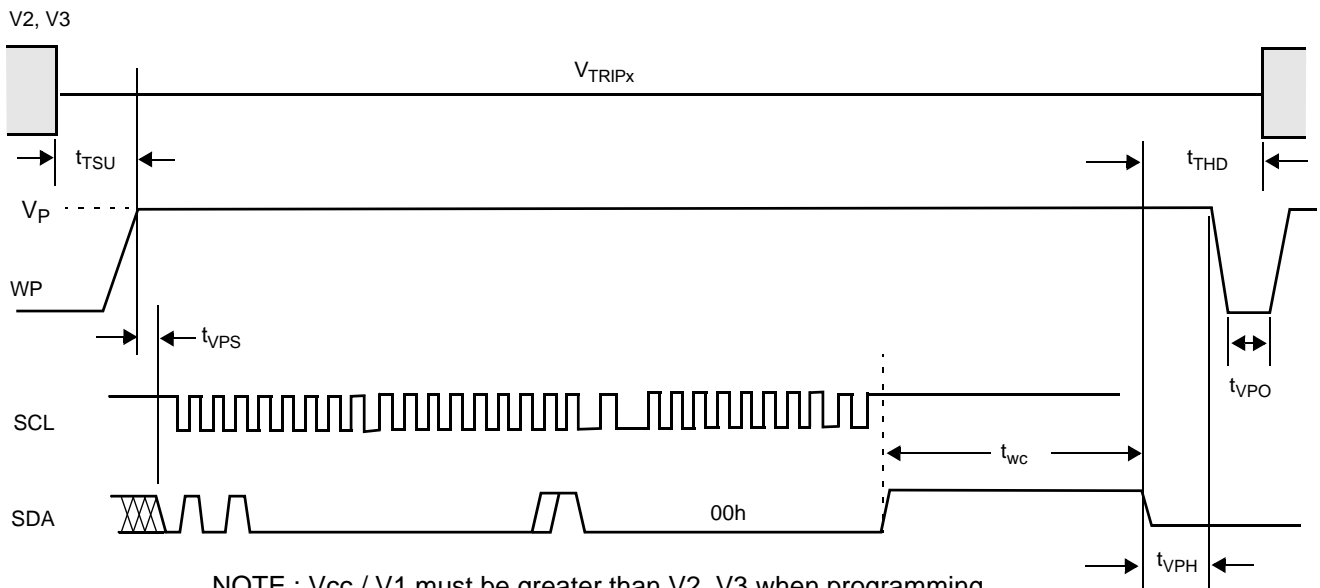 V2, V3
VTRIPx
tTSU
tTHD
VP
WP
tVPS
tVPO
SCL
twc
SDA
00h
tVPH
NOTE : Vcc / V1 must be greater than V2, V3 when programming